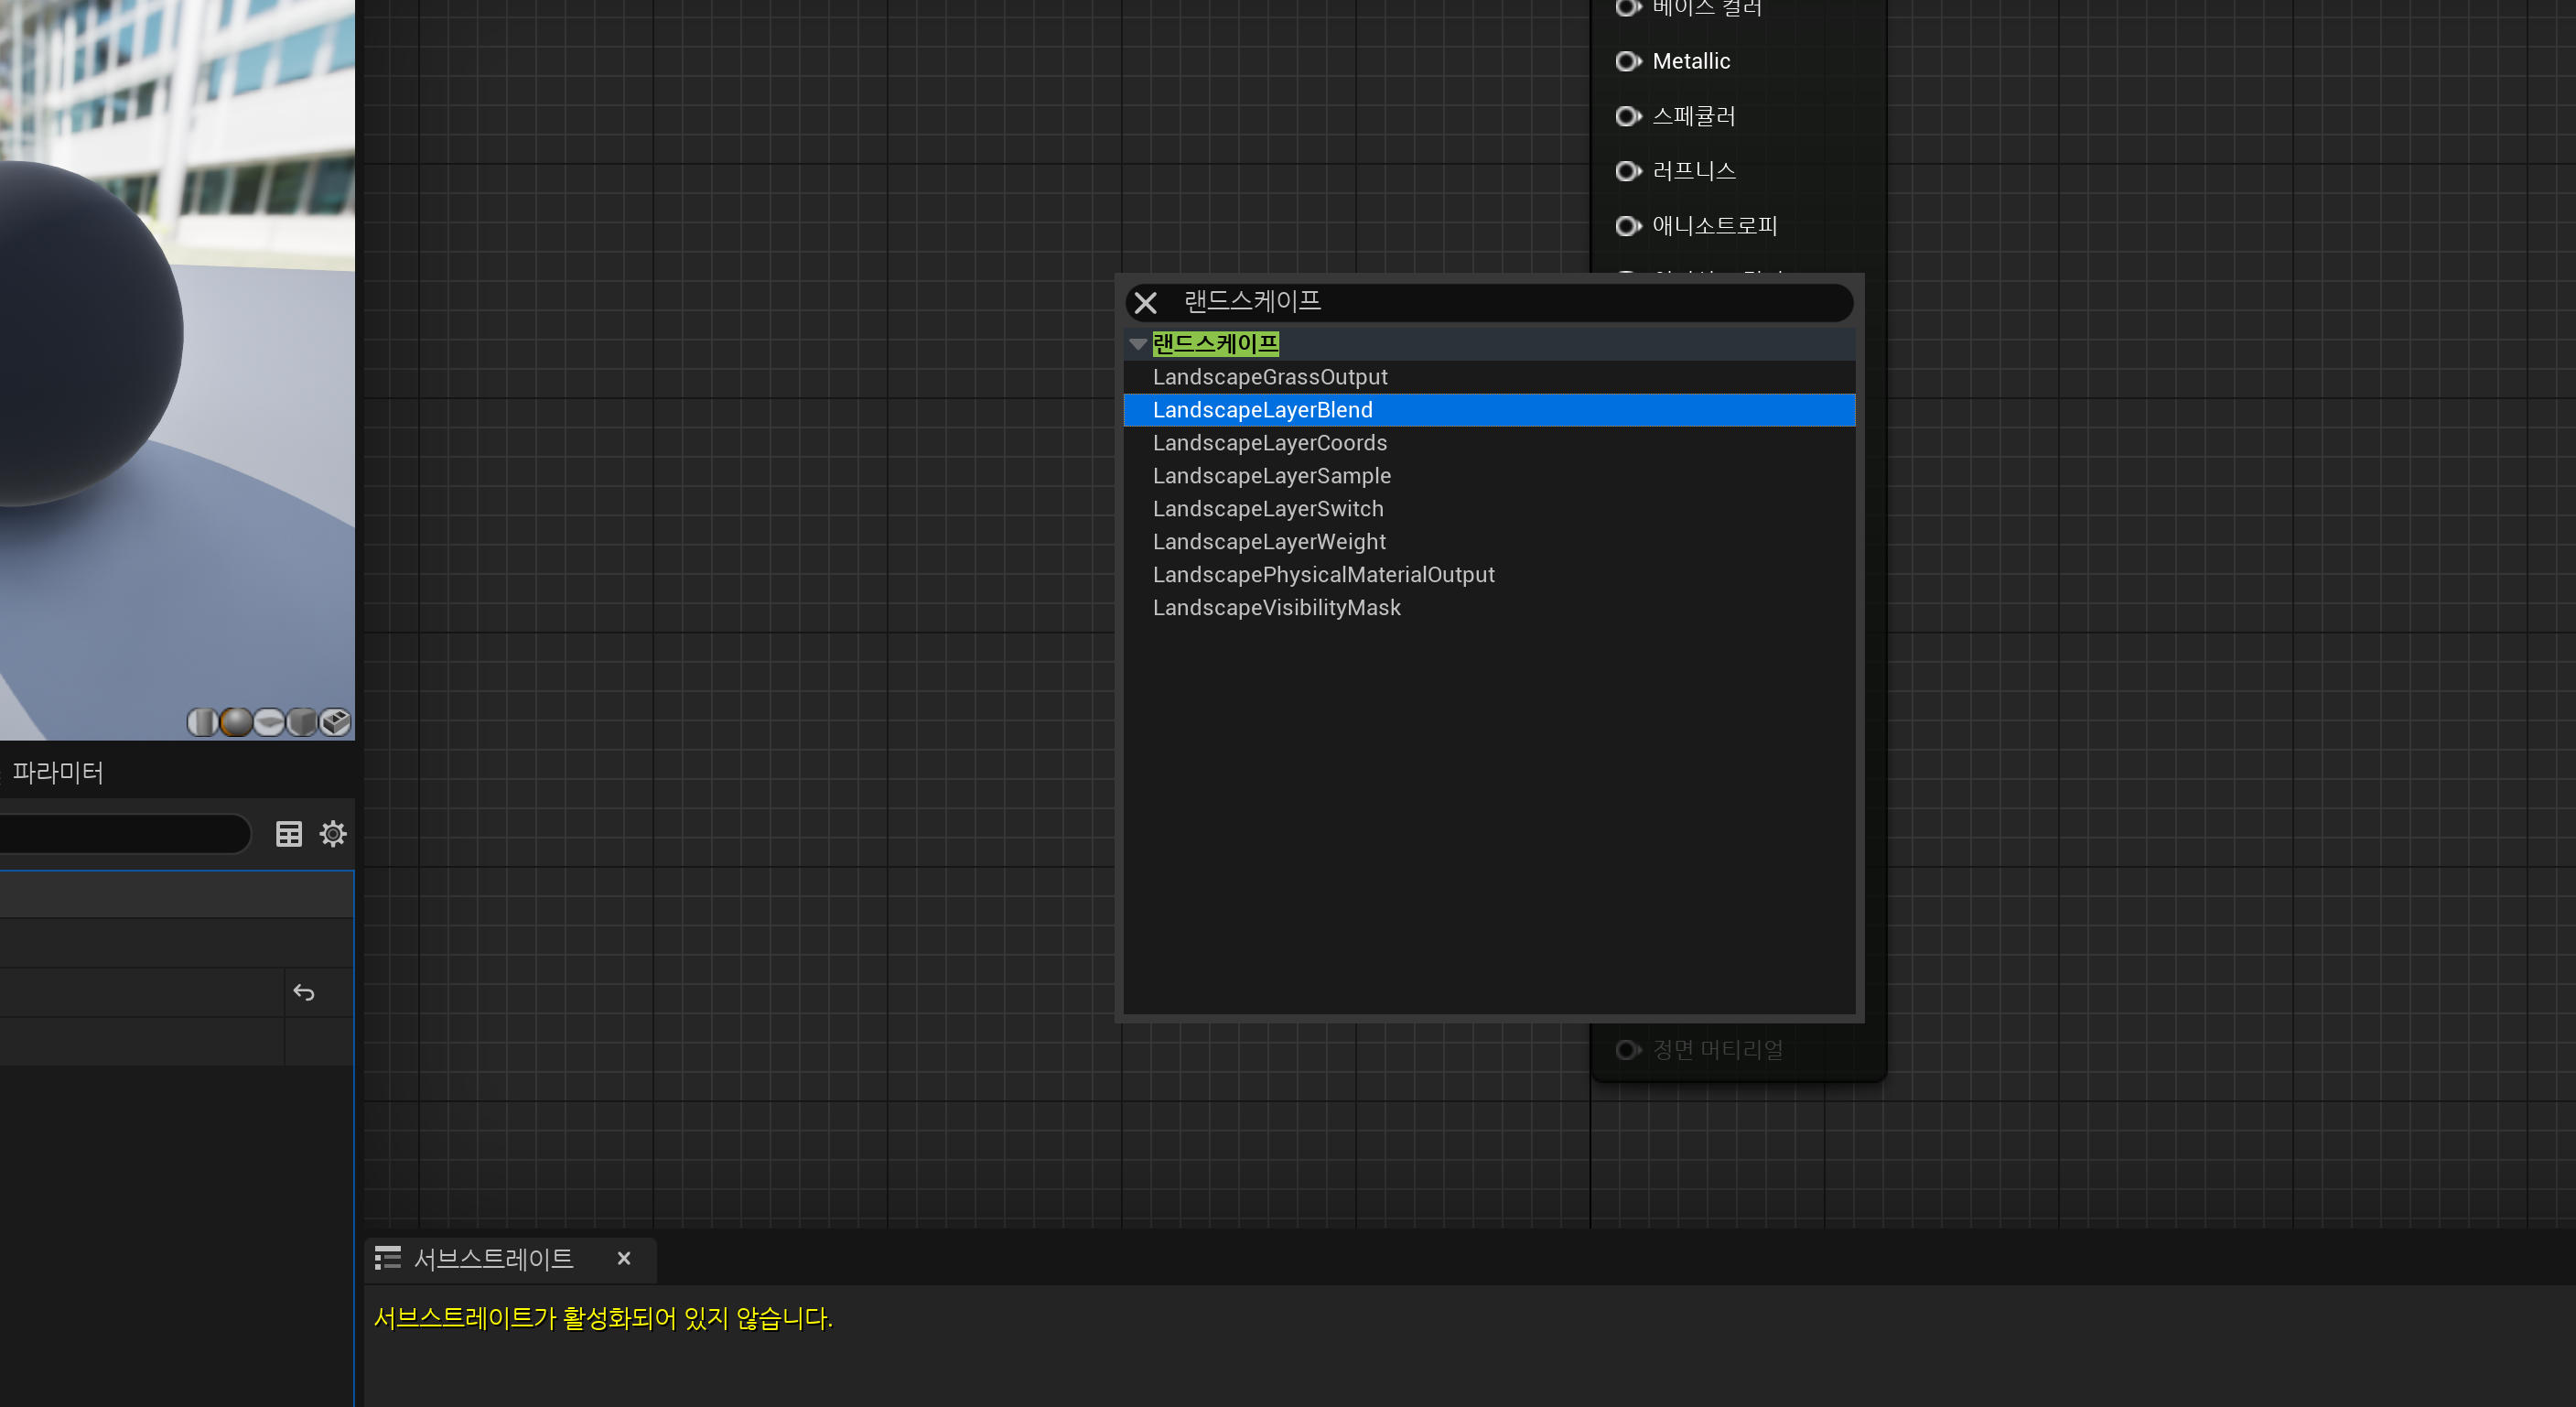 베이스 컬러
Metallic
스페큘러
러프니스
애니소트로피
랜드스케이프
랜드스케이프
LandscapeGrassOutput
LandscapeLayerBlend
LandscapeLayerCoords
LandscapeLayerSample
LandscapeLayerSwitch
LandscapeLayerWeight
LandscapePhysicalMaterialOutput
LandscapeVisibilityMask
파라미터
정면 머티리얼
서브스트레이트
서브스트레이트가 활성화되어 있지 않습니다.